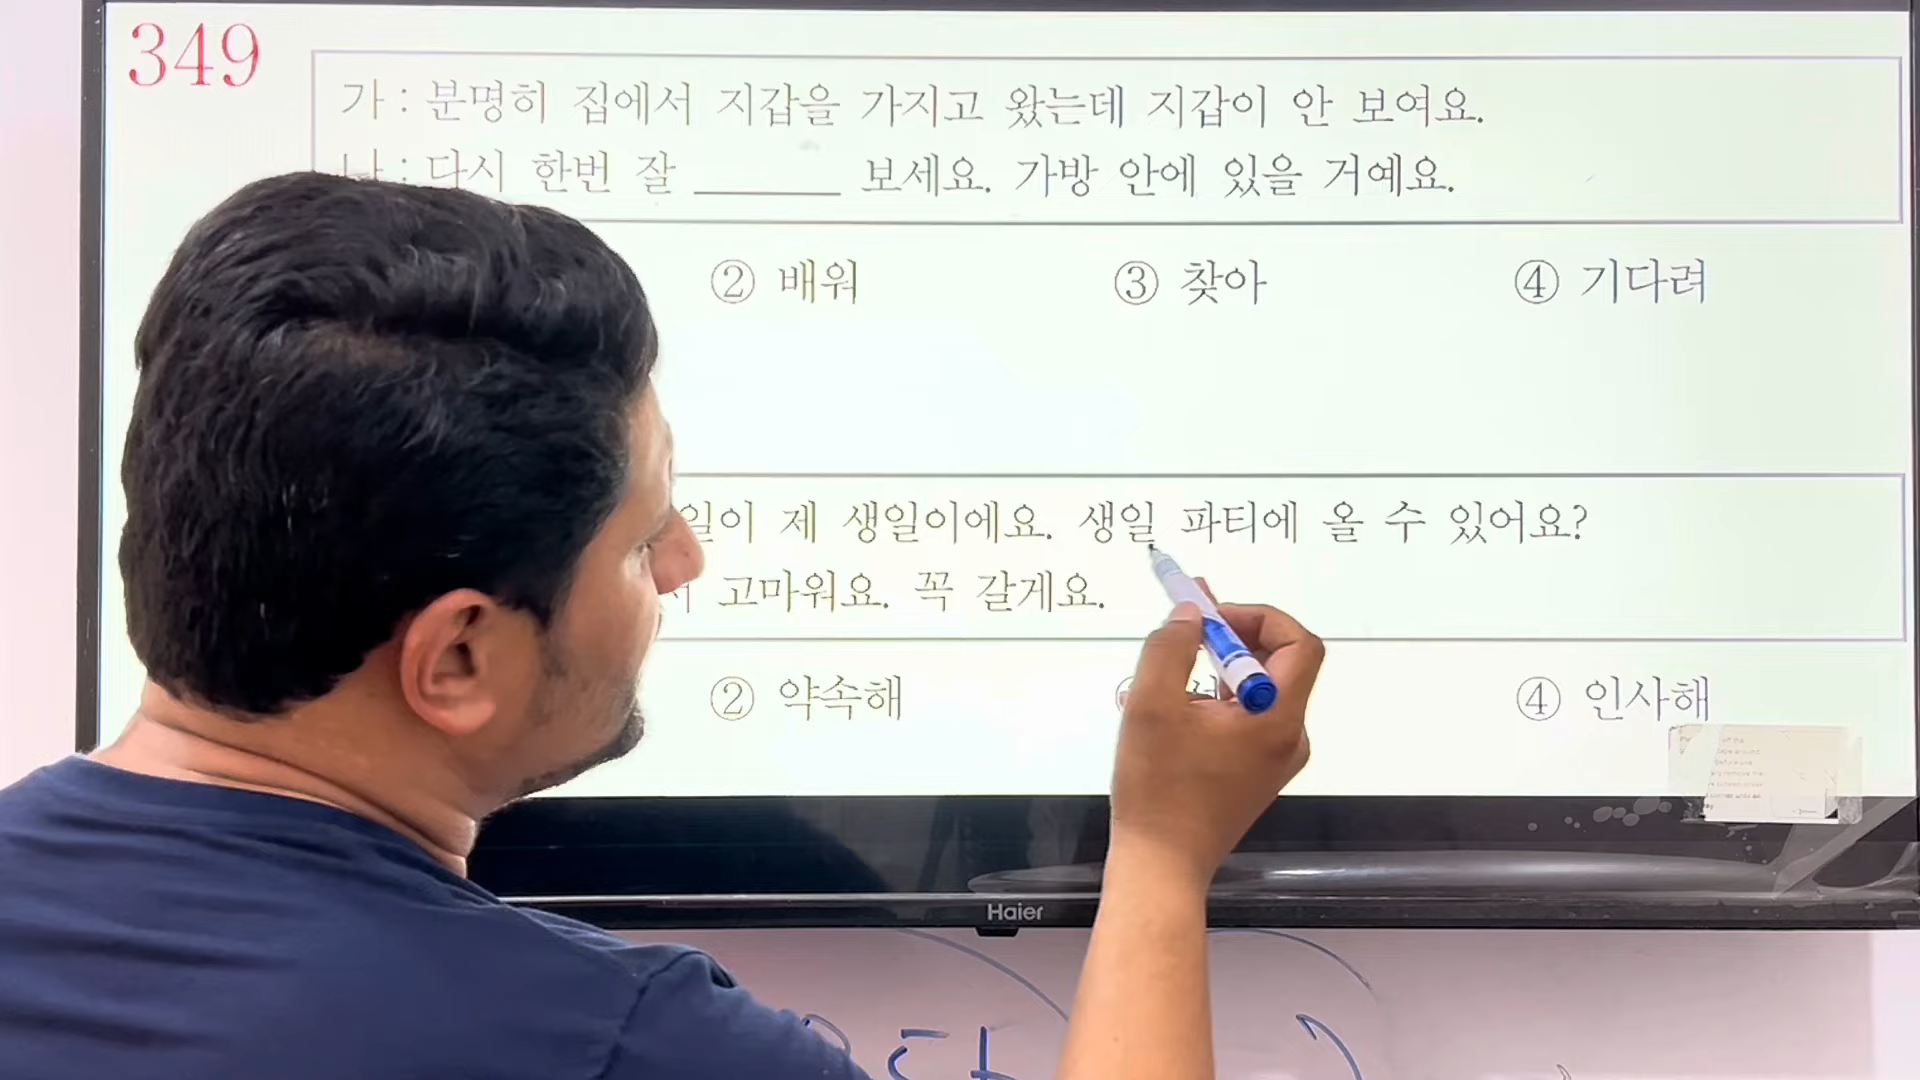 349
가 : 분명히 집에서 지갑을 가지고 왔는데 지갑이 안 보여요.
나 : 다시 한번 잘 ________ 보세요. 가방 안에 있을 거예요.
② 배워 ③ 찾아 ④ 기다려
일이 제 생일이에요. 생일 파티에 올 수 있어요?
서 고마워요. 꼭 갈게요.
② 약속해 ④ 인사해
Haier